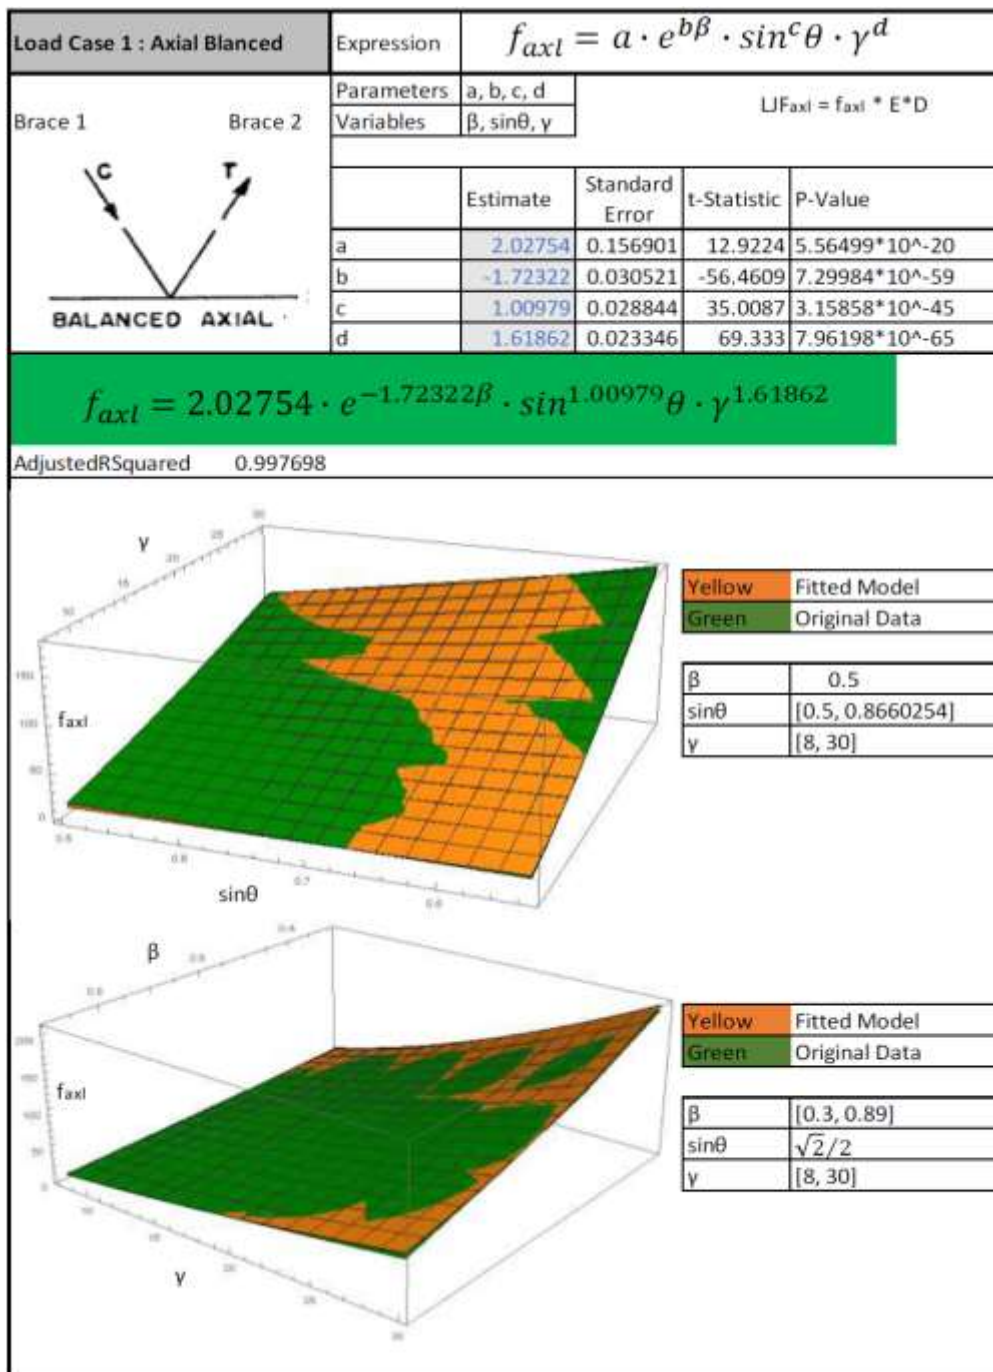 Load Case 1 : Axial Blanced Expression f_axl = a · e^{bβ} · sin^c θ · γ^d
Parameters a, b, c, d
Variables β, sinθ, γ
LJFaxl = faxl * E*D
Brace 1 Brace 2
C T
BALANCED AXIAL
Estimate Standard Error t-Statistic P-Value
a 2.02754 0.156901 12.9224 5.56499*10^-20
b -1.72322 0.030521 -56.4609 7.29984*10^-59
c 1.00979 0.028844 35.0087 3.15858*10^-45
d 1.61862 0.023346 69.333 7.96198*10^-65
f_axl = 2.02754 · e^{-1.72322β} · sin^{1.00979} θ · γ^{1.61862}
AdjustedRSquared 0.997698
γ
faxl
sinθ
Yellow Fitted Model
Green Original Data
β 0.5
sinθ [0.5, 0.8660254]
γ [8, 30]
β
faxl
γ
Yellow Fitted Model
Green Original Data
β [0.3, 0.89]
sinθ √2/2
γ [8, 30]